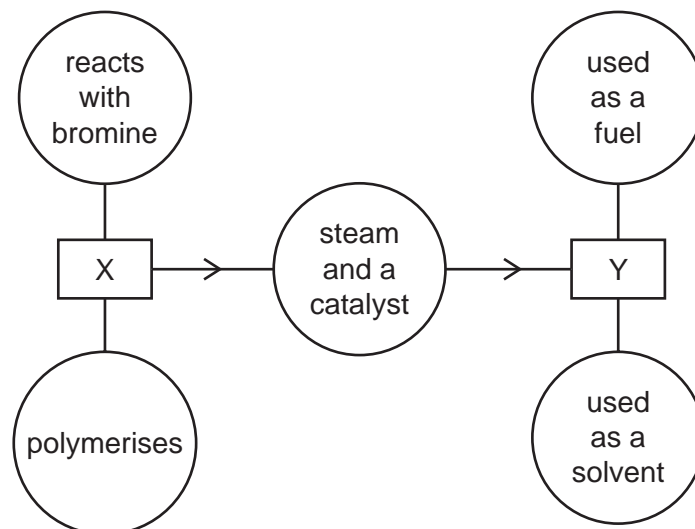 reacts
with
bromine
used
as a
fuel
X
steam
and a
catalyst
Y
polymerises
used
as a
solvent